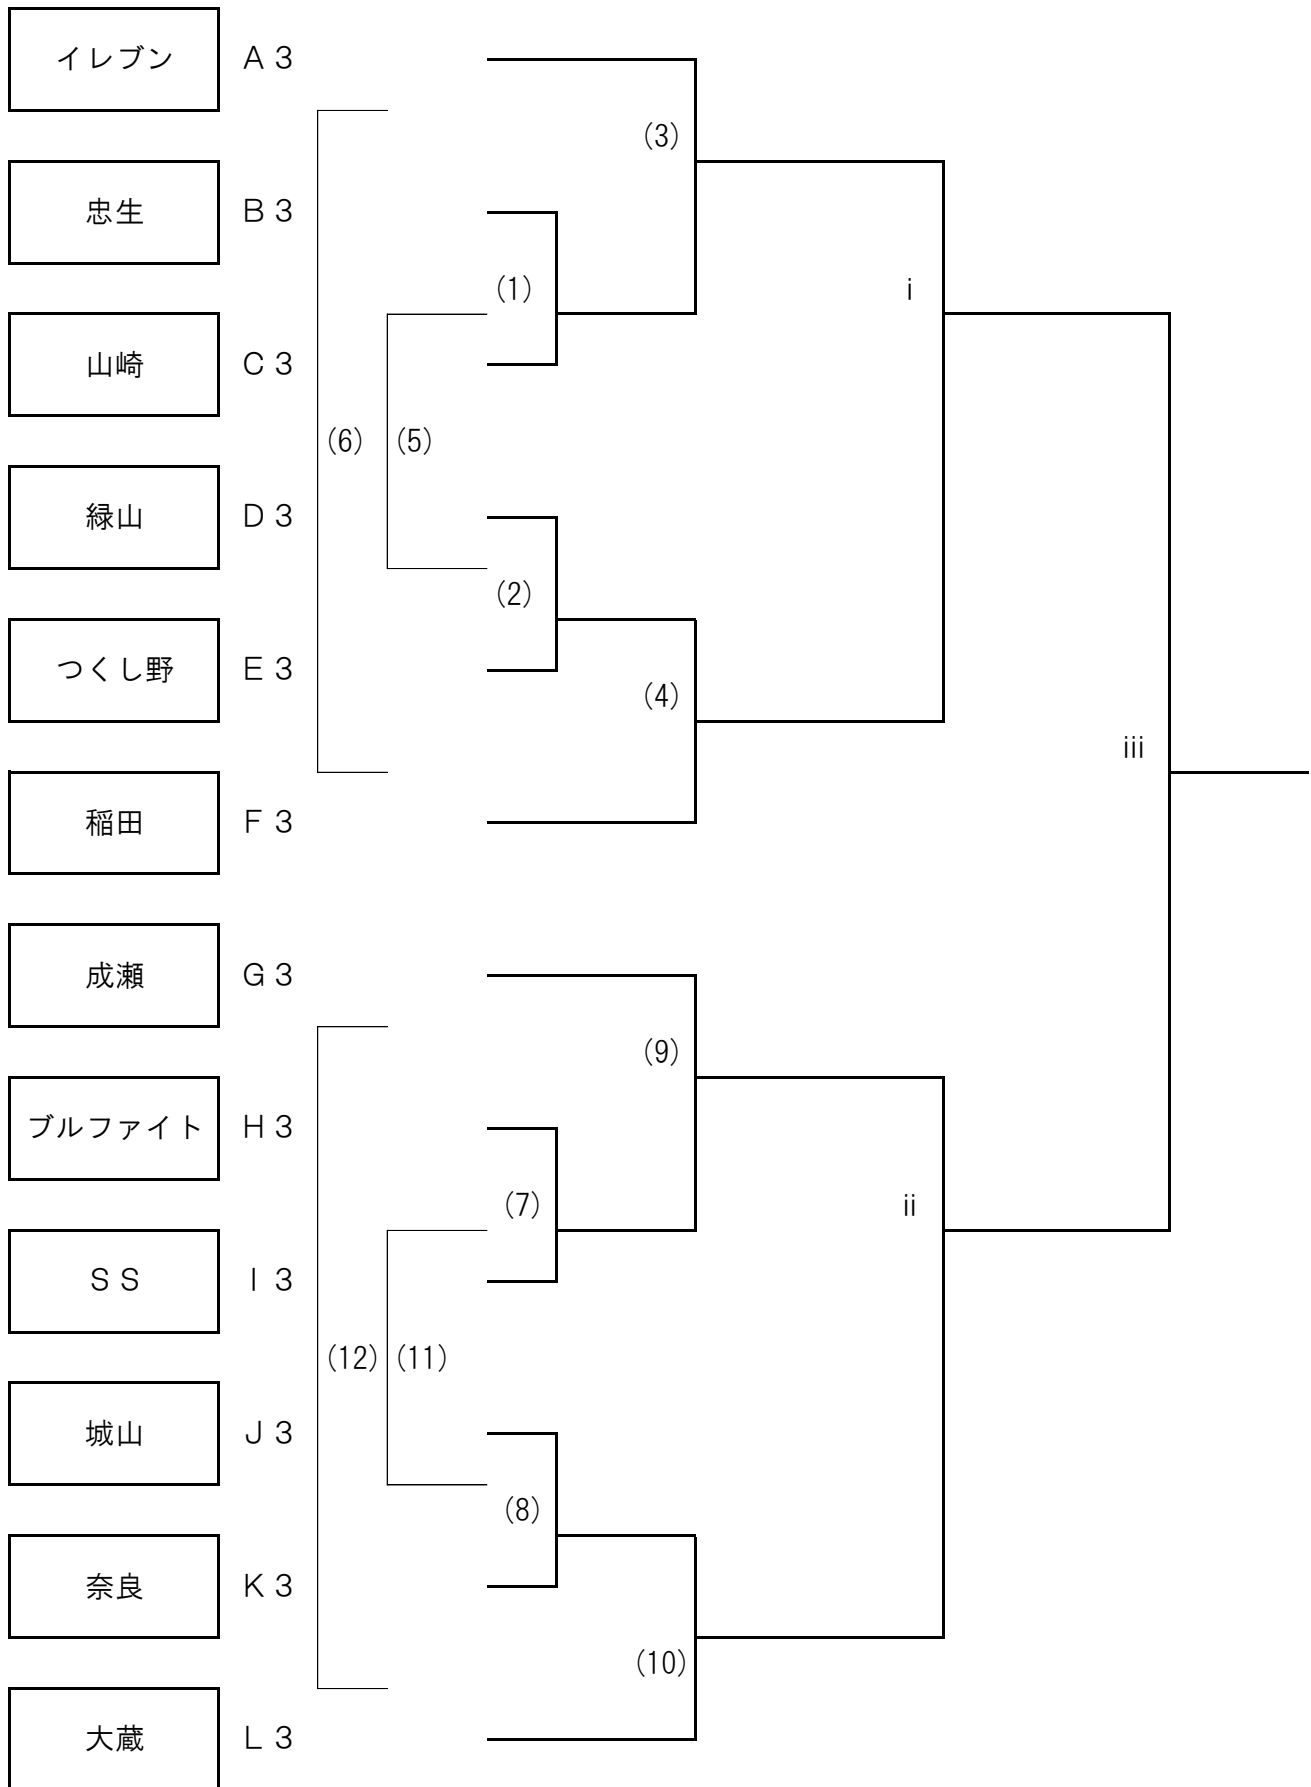 イレブン A3
(3)
忠生 B3
(1)
i
山崎 C3
(6) (5)
緑山 D3
(2)
つくし野 E3
(4)
iii
稲田 F3
成瀬 G3
(9)
ブルファイト H3
(7)
ii
SS I3
(12) (11)
城山 J3
(8)
奈良 K3
(10)
大蔵 L3